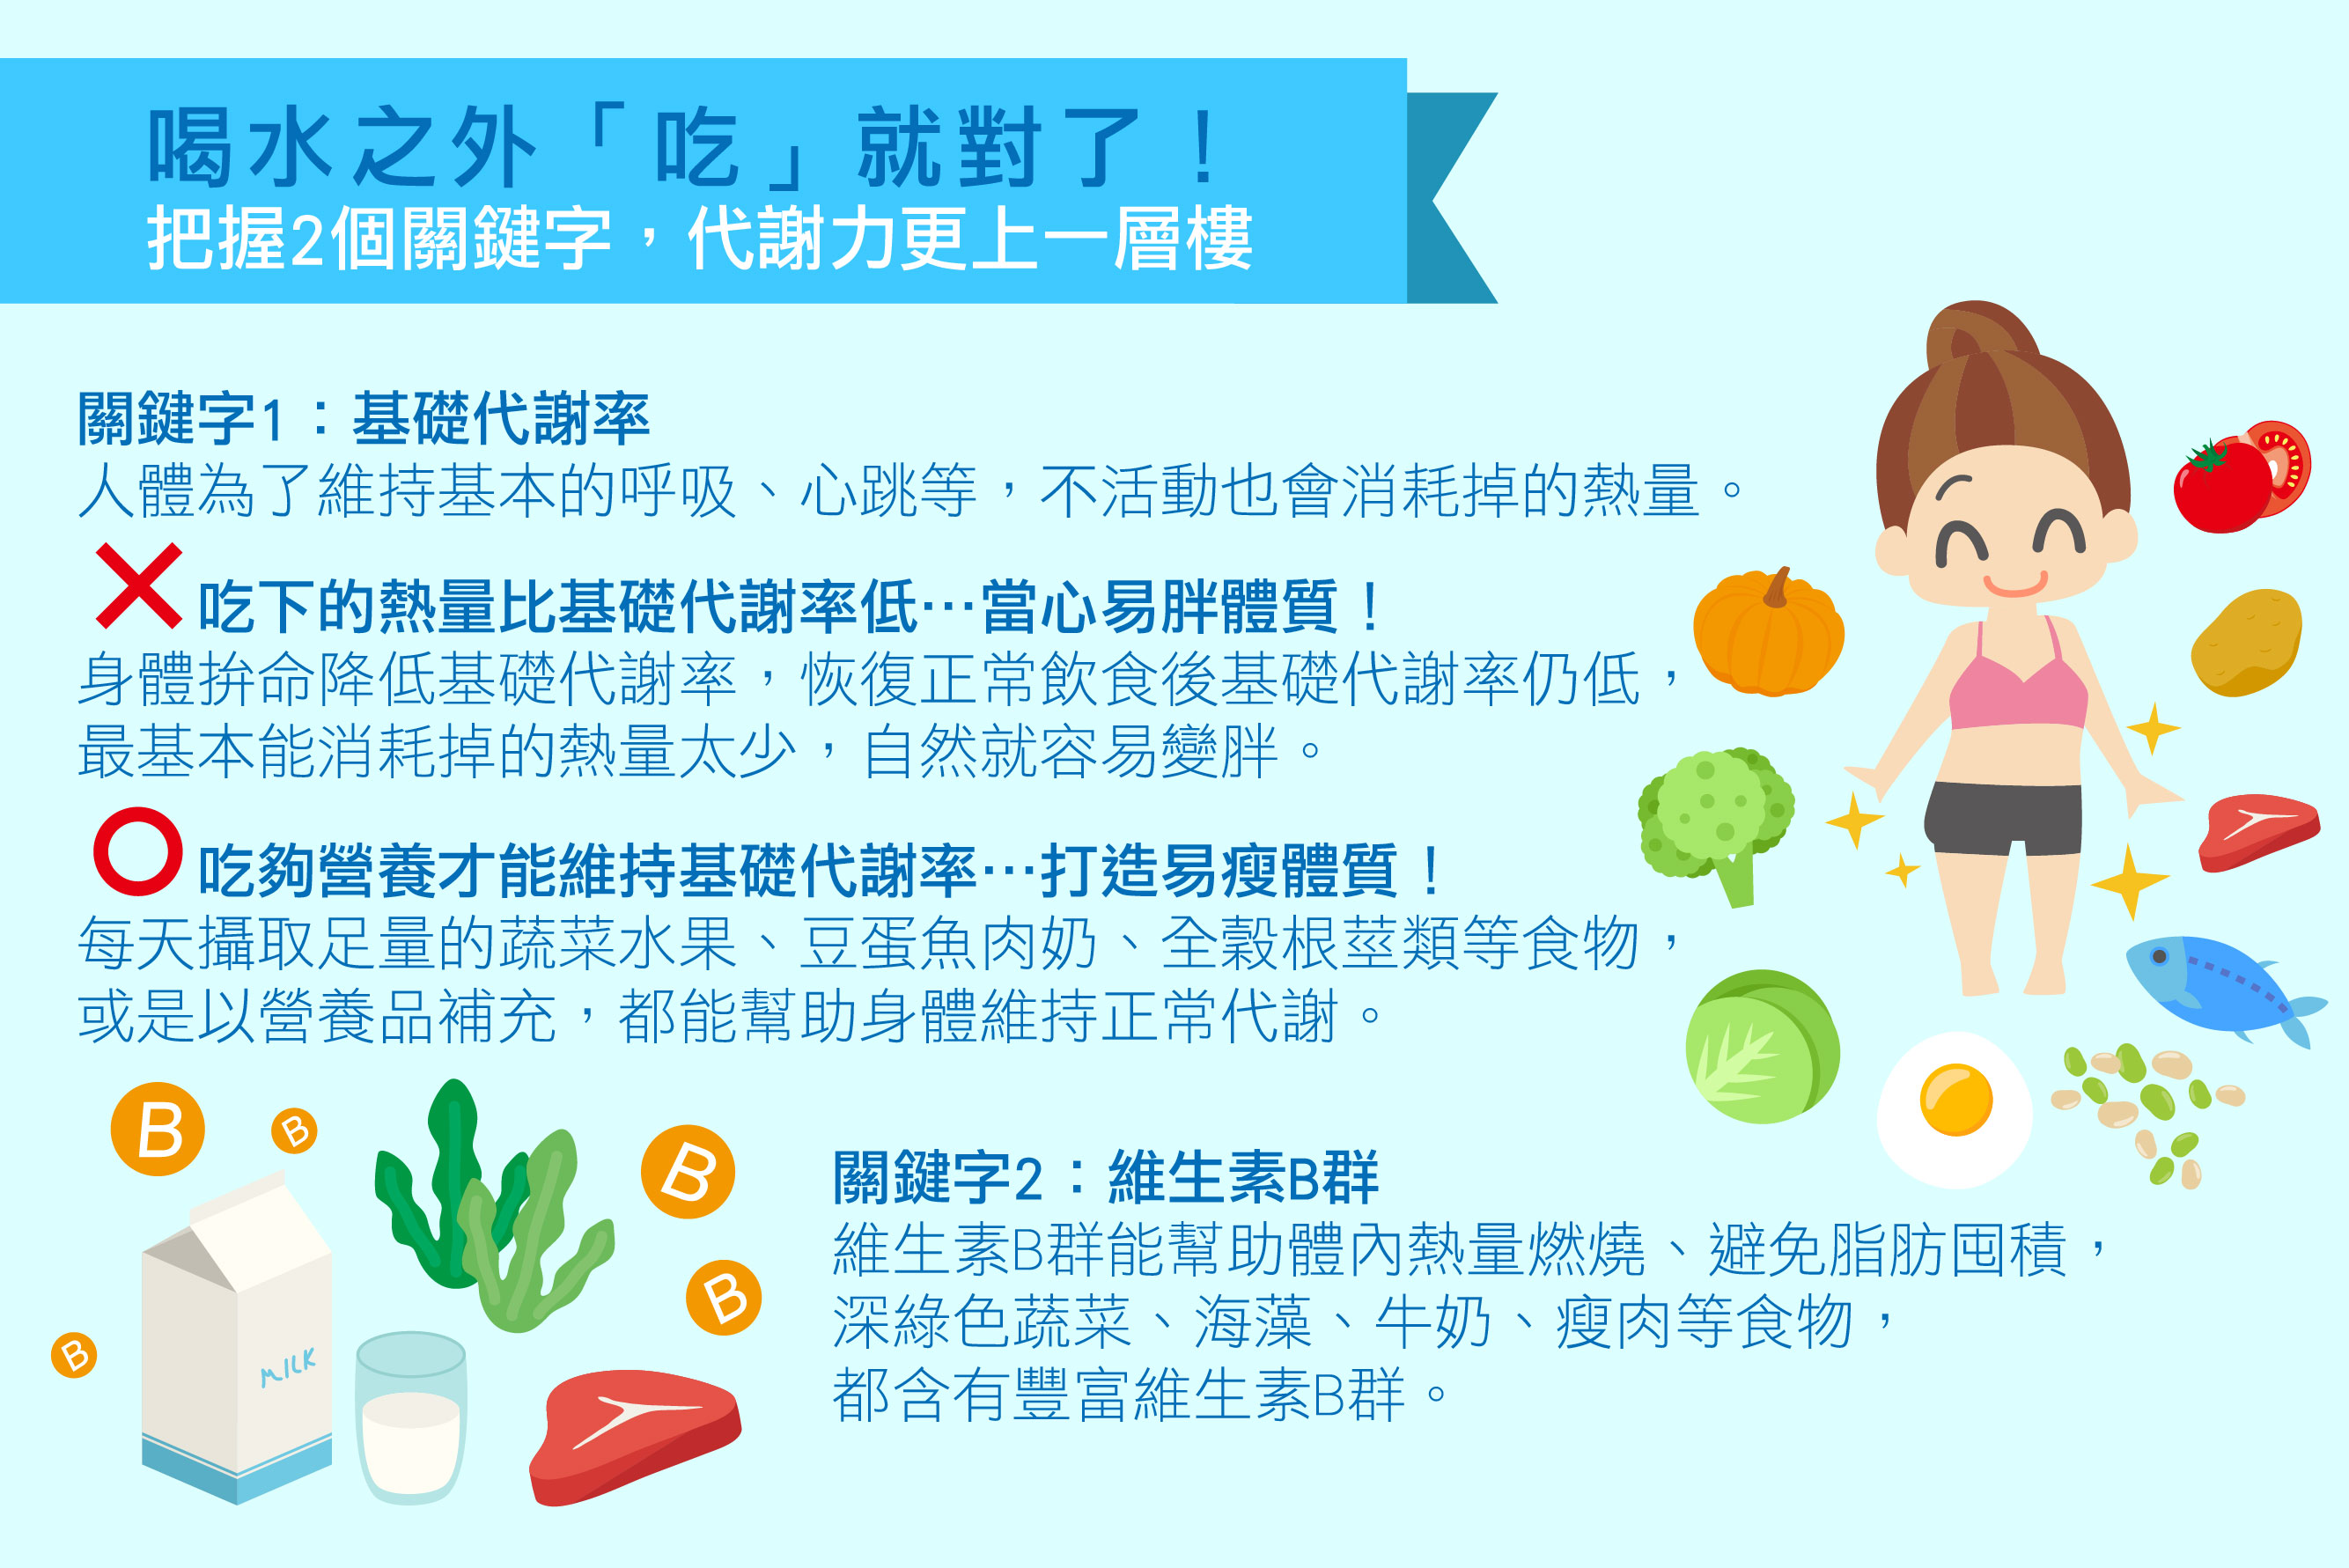 喝水之外「吃」就對了！
把握2個關鍵字，代謝力更上一層樓
關鍵字1：基礎代謝率
人體為了維持基本的呼吸、心跳等，不活動也會消耗掉的熱量。
吃下的熱量比基礎代謝率低…當心易胖體質！
身體拚命降低基礎代謝率，恢復正常飲食後基礎代謝率仍低，
最基本能消耗掉的熱量太少，自然就容易變胖。
吃夠營養才能維持基礎代謝率…打造易瘦體質！
每天攝取足量的蔬菜水果、豆蛋魚肉奶、全穀根莖類等食物，
或是以營養品補充，都能幫助身體維持正常代謝。
B
B
B
B
B
MILK
關鍵字2：維生素B群
維生素B群能幫助體內熱量燃燒、避免脂肪囤積，
深綠色蔬菜、海藻、牛奶、瘦肉等食物，
都含有豐富維生素B群。